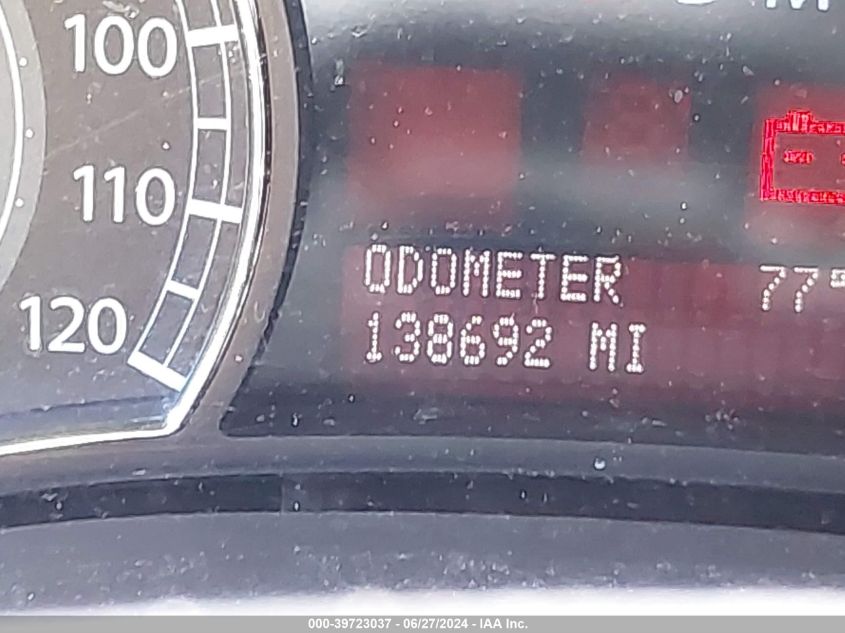 100
110
120
ODOMETER 77°
138692 MI
000-39723037 - 06/27/2024 - IAA Inc.